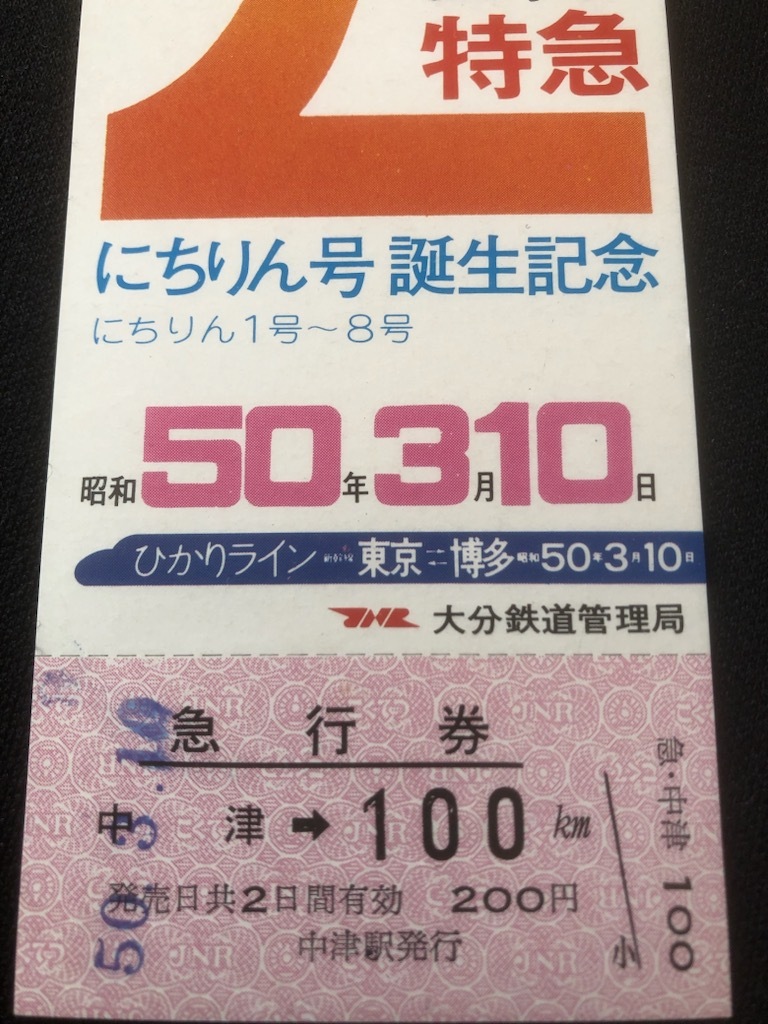 特急
にちりん号 誕生記念
にちりん1号〜8号
昭和50年3月10日
ひかりライン 新幹線 東京⇄博多 昭和50年3月10日
JNR 大分鉄道管理局
急行券
中津➡100km
発売日共2日間有効 200円
中津駅発行
50.3.10
急・中津 100
小